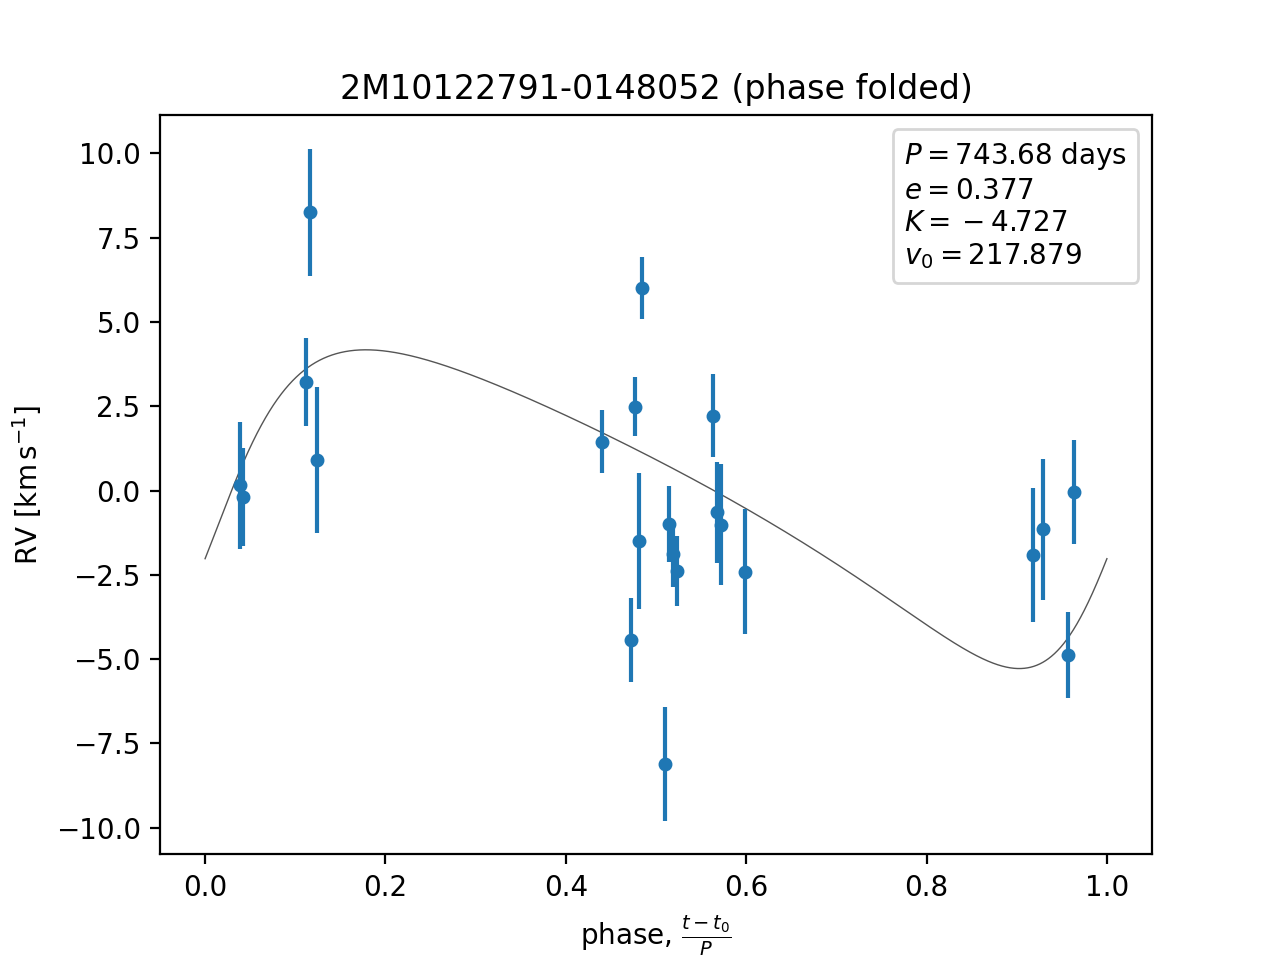 2M10122791-0148052 (phase folded)
P = 743.68 days
e = 0.377
K = −4.727
v₀ = 217.879
10.0
7.5
5.0
2.5
0.0
−2.5
−5.0
−7.5
−10.0
RV [km s⁻¹]
0.0 0.2 0.4 0.6 0.8 1.0
phase, (t − t₀)/P